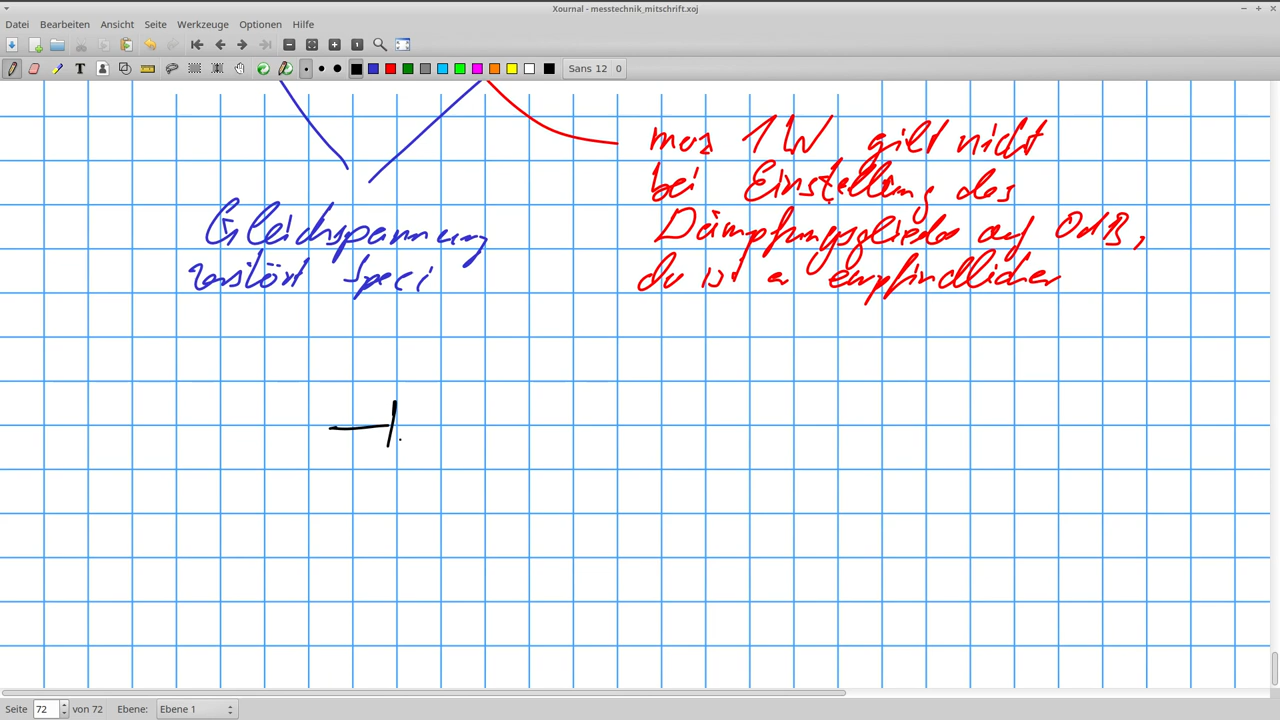 Xournal - messtechnik_mitschrift.xoj
Datei Bearbeiten Ansicht Seite Werkzeuge Optionen Hilfe
Sans 12 0
max 1W gilt nicht
bei Einstellung des
Dämpfungsgliedes auf 0dB,
da ist er empfindlicher
Gleichspannung
zerstört Speci
Seite 72 von 72 Ebene: Ebene 1